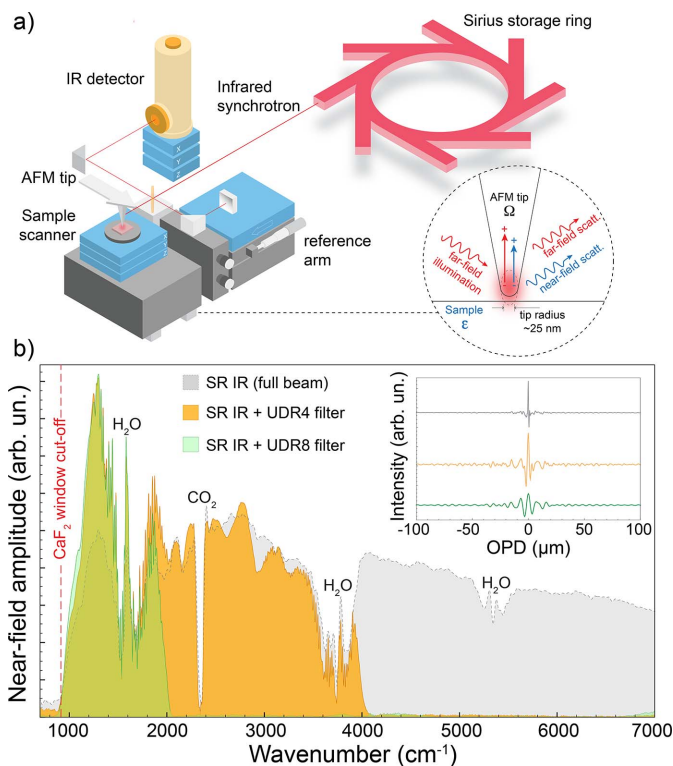 a)
Sirius storage ring
IR detector
Infrared
synchrotron
X
Y
Z
AFM tip
Sample
scanner
reference
arm
AFM tip
Ω
far-field
illumination
far-field scatt.
near-field scatt.
Sample
ε
tip radius
~25 nm
b)
Near-field amplitude (arb. un.)
CaF2 window cut-off
H2O
CO2
H2O
H2O
SR IR (full beam)
SR IR + UDR4 filter
SR IR + UDR8 filter
Intensity (arb. un.)
-100 -50 0 50 100
OPD (µm)
1000 2000 3000 4000 5000 6000 7000
Wavenumber (cm-1)